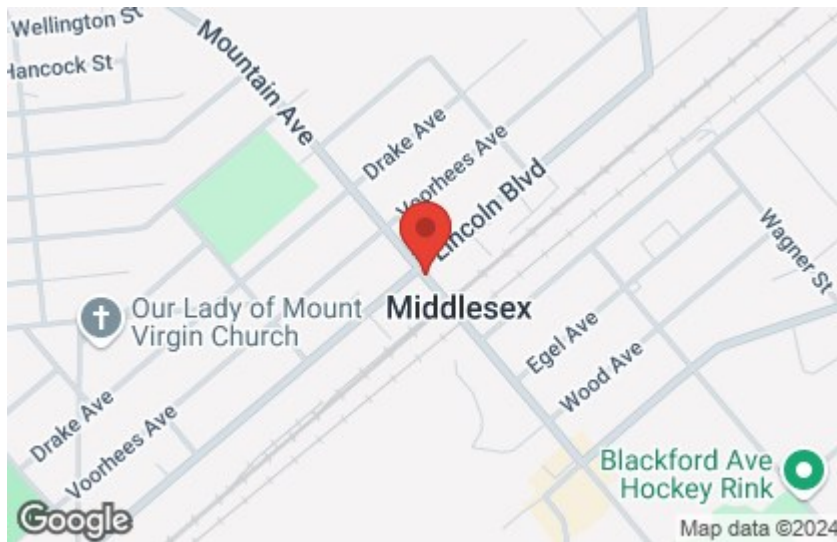 Wellington St
Hancock St
Mountain Ave
Drake Ave
Voorhees Ave
Lincoln Blvd
Wagner St
Our Lady of Mount
Virgin Church
Middlesex
Egel Ave
Wood Ave
Drake Ave
Voorhees Ave
Blackford Ave
Hockey Rink
Google
Map data ©2024